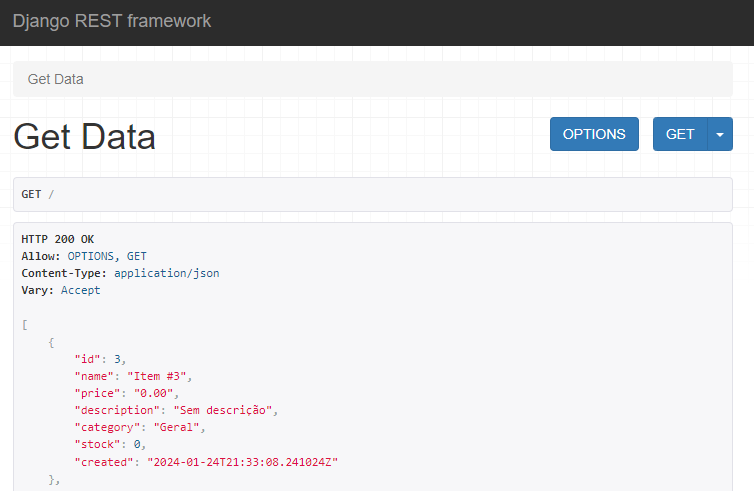 Django REST framework
Get Data
Get Data
OPTIONS
GET
GET /
HTTP 200 OK
Allow: OPTIONS, GET
Content-Type: application/json
Vary: Accept
[
{
"id": 3,
"name": "Item #3",
"price": "0.00",
"description": "Sem descrição",
"category": "Geral",
"stock": 0,
"created": "2024-01-24T21:33:08.241024Z"
},